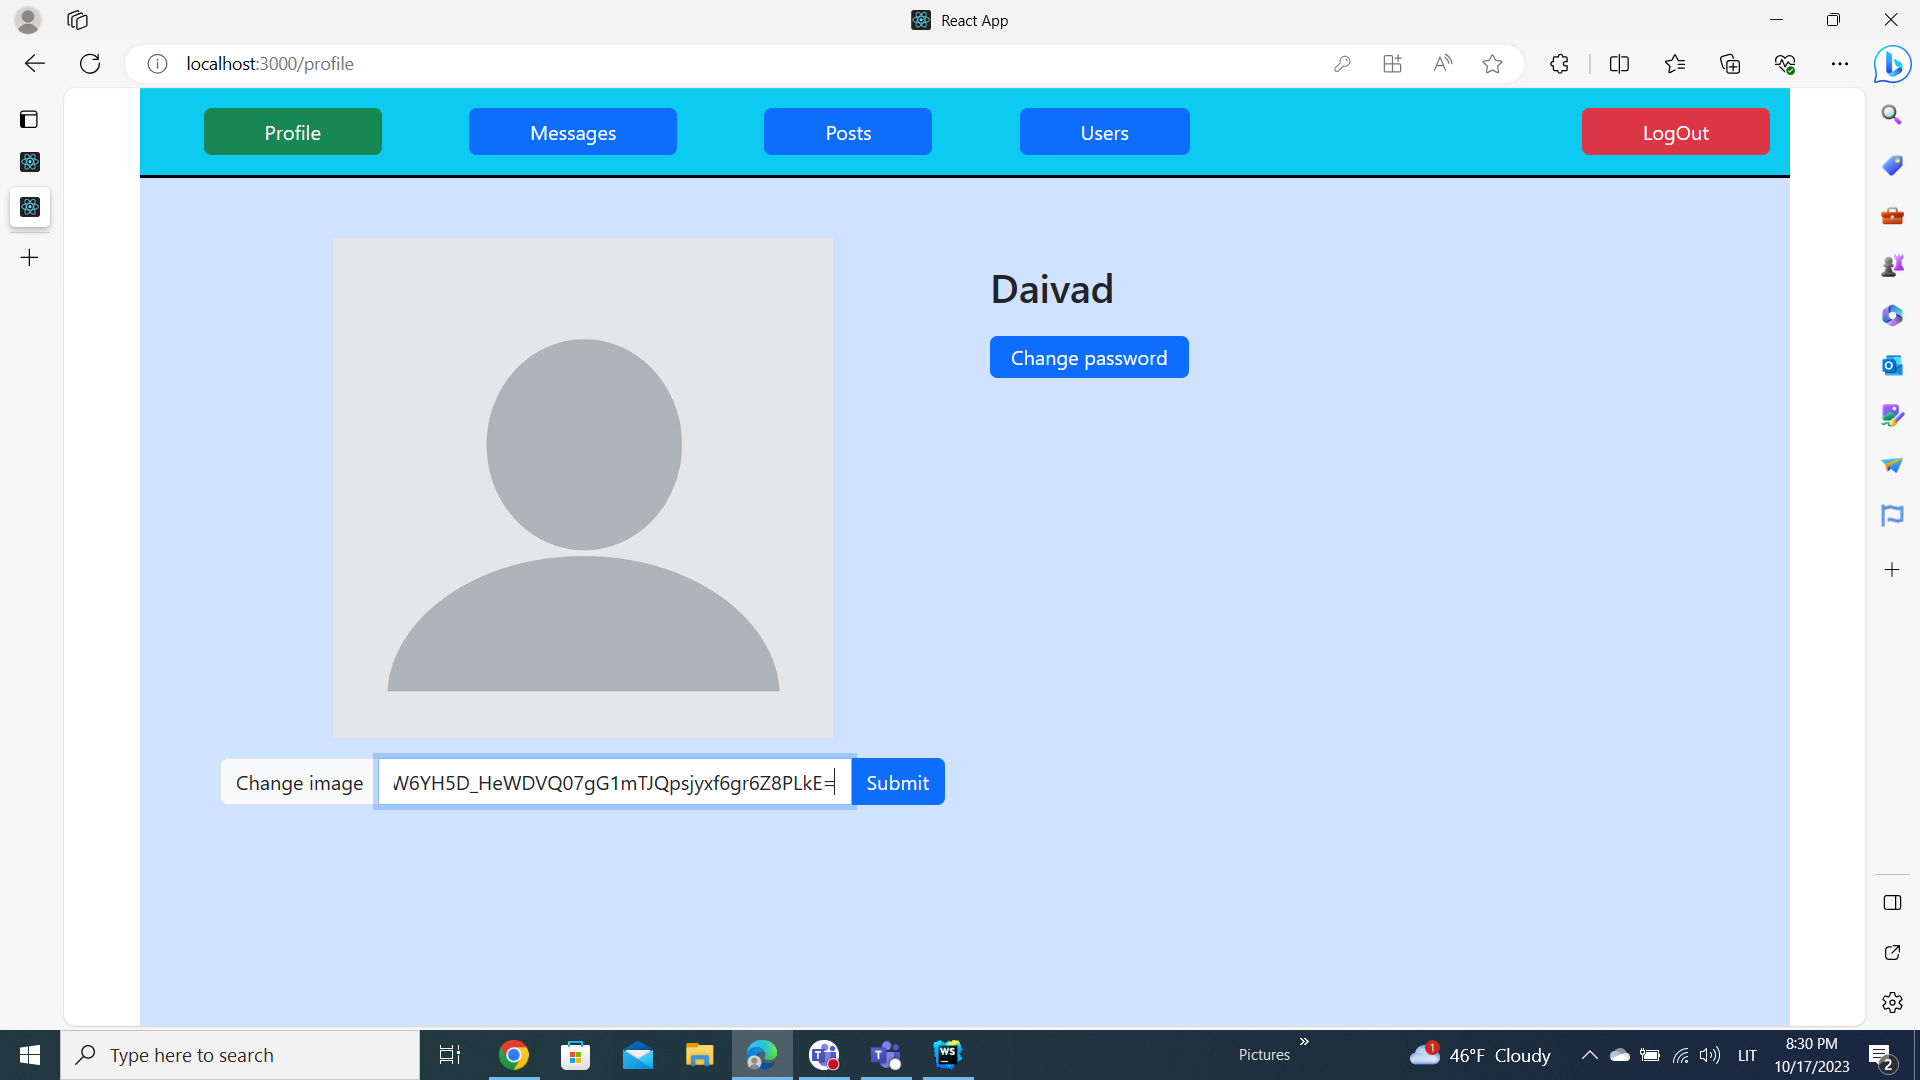 React App
localhost:3000/profile
Profile
Messages
Posts
Users
LogOut
Daivad
Change password
Change image
W6YH5D_HeWDVQ07gG1mTJQpsjyxf6gr6Z8PLkE=
Submit
Type here to search
Pictures
1
46°F Cloudy
LIT
8:30 PM
10/17/2023
2